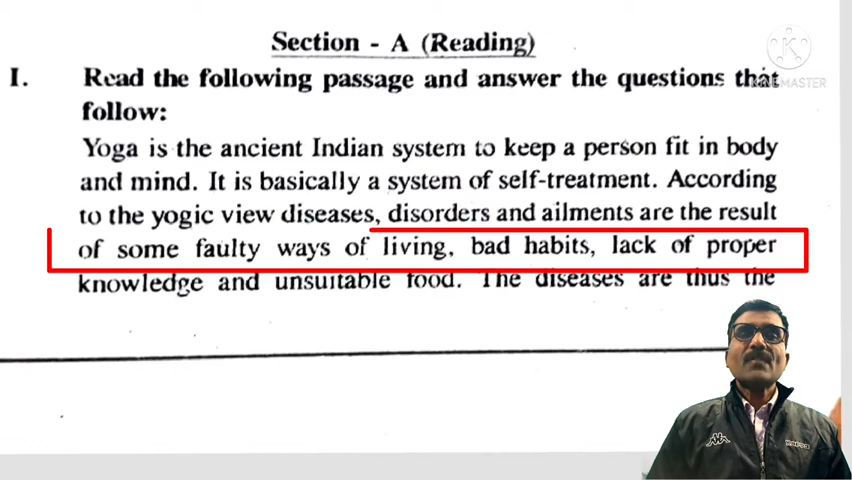 Section - A (Reading)
KINEMASTER
I. Read the following passage and answer the questions that
follow:
Yoga is the ancient Indian system to keep a person fit in body
and mind. It is basically a system of self-treatment. According
to the yogic view diseases, disorders and ailments are the result
of some faulty ways of living, bad habits, lack of proper
knowledge and unsuitable food. The diseases are thus the